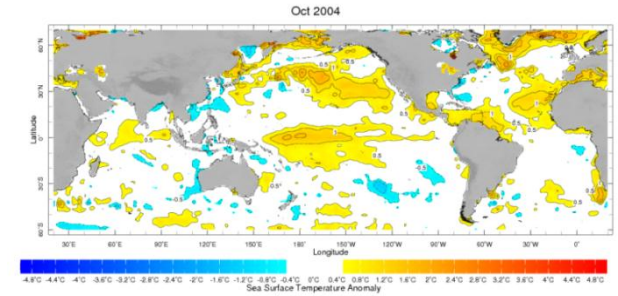 Oct 2004
Latitude
60°N
30°N
0°
30°S
60°S
30°E 60°E 90°E 120°E 150°E 180° 150°W 120°W 90°W 60°W 30°W 0°
Longitude
-4.8°C -4.4°C -4°C -3.6°C -3.2°C -2.8°C -2.4°C -2°C -1.6°C -1.2°C -0.8°C -0.4°C 0°C 0.4°C 0.8°C 1.2°C 1.6°C 2°C 2.4°C 2.8°C 3.2°C 3.6°C 4°C 4.4°C 4.8°C
Sea Surface Temperature Anomaly